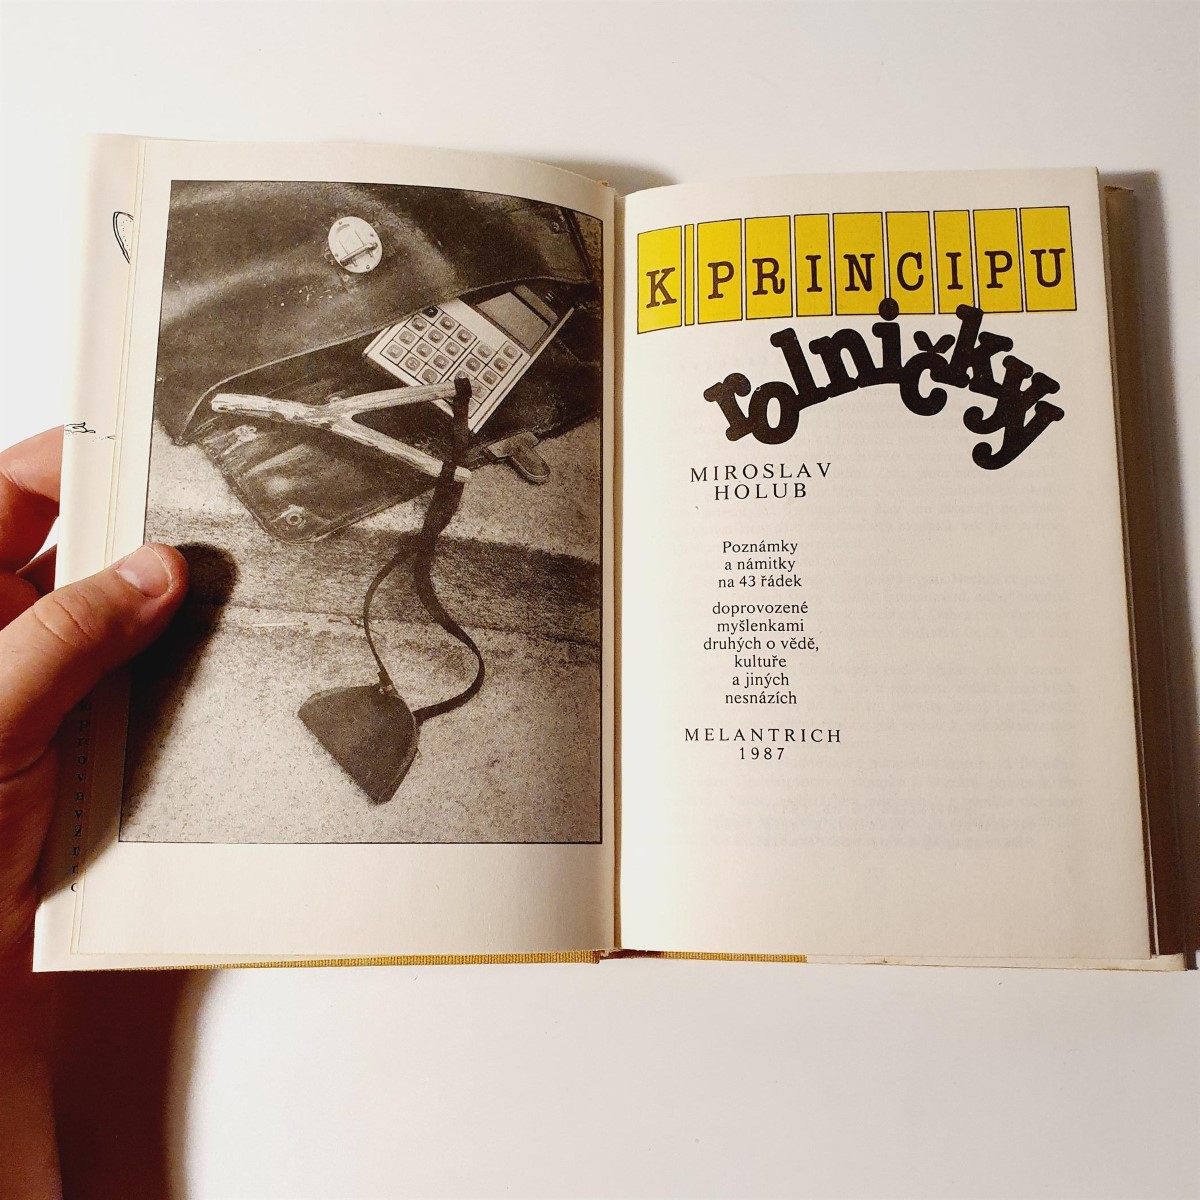 K PRINCIPU
rolničky
MIROSLAV
HOLUB
Poznámky
a námitky
na 43 řádek
doprovozené
myšlenkami
druhých o vědě,
kultuře
a jiných
nesnázích
MELANTRICH
1987